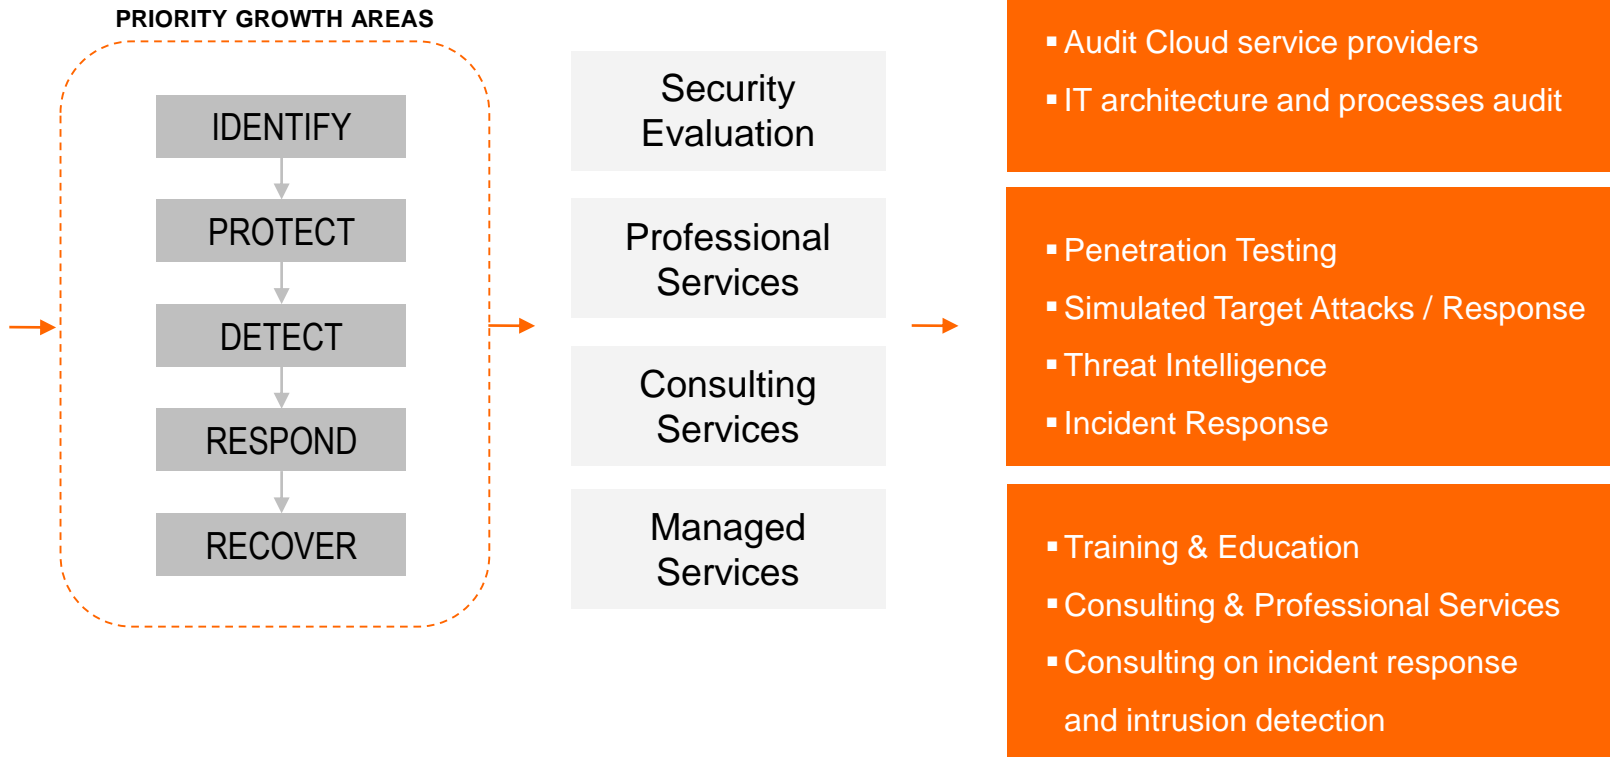 PRIORITY GROWTH AREAS
IDENTIFY
PROTECT
DETECT
RESPOND
RECOVER
Security
Evaluation
Professional
Services
Consulting
Services
Managed
Services
▪ Audit Cloud service providers
▪ IT architecture and processes audit
▪ Penetration Testing
▪ Simulated Target Attacks / Response
▪ Threat Intelligence
▪ Incident Response
▪ Training & Education
▪ Consulting & Professional Services
▪ Consulting on incident response
and intrusion detection